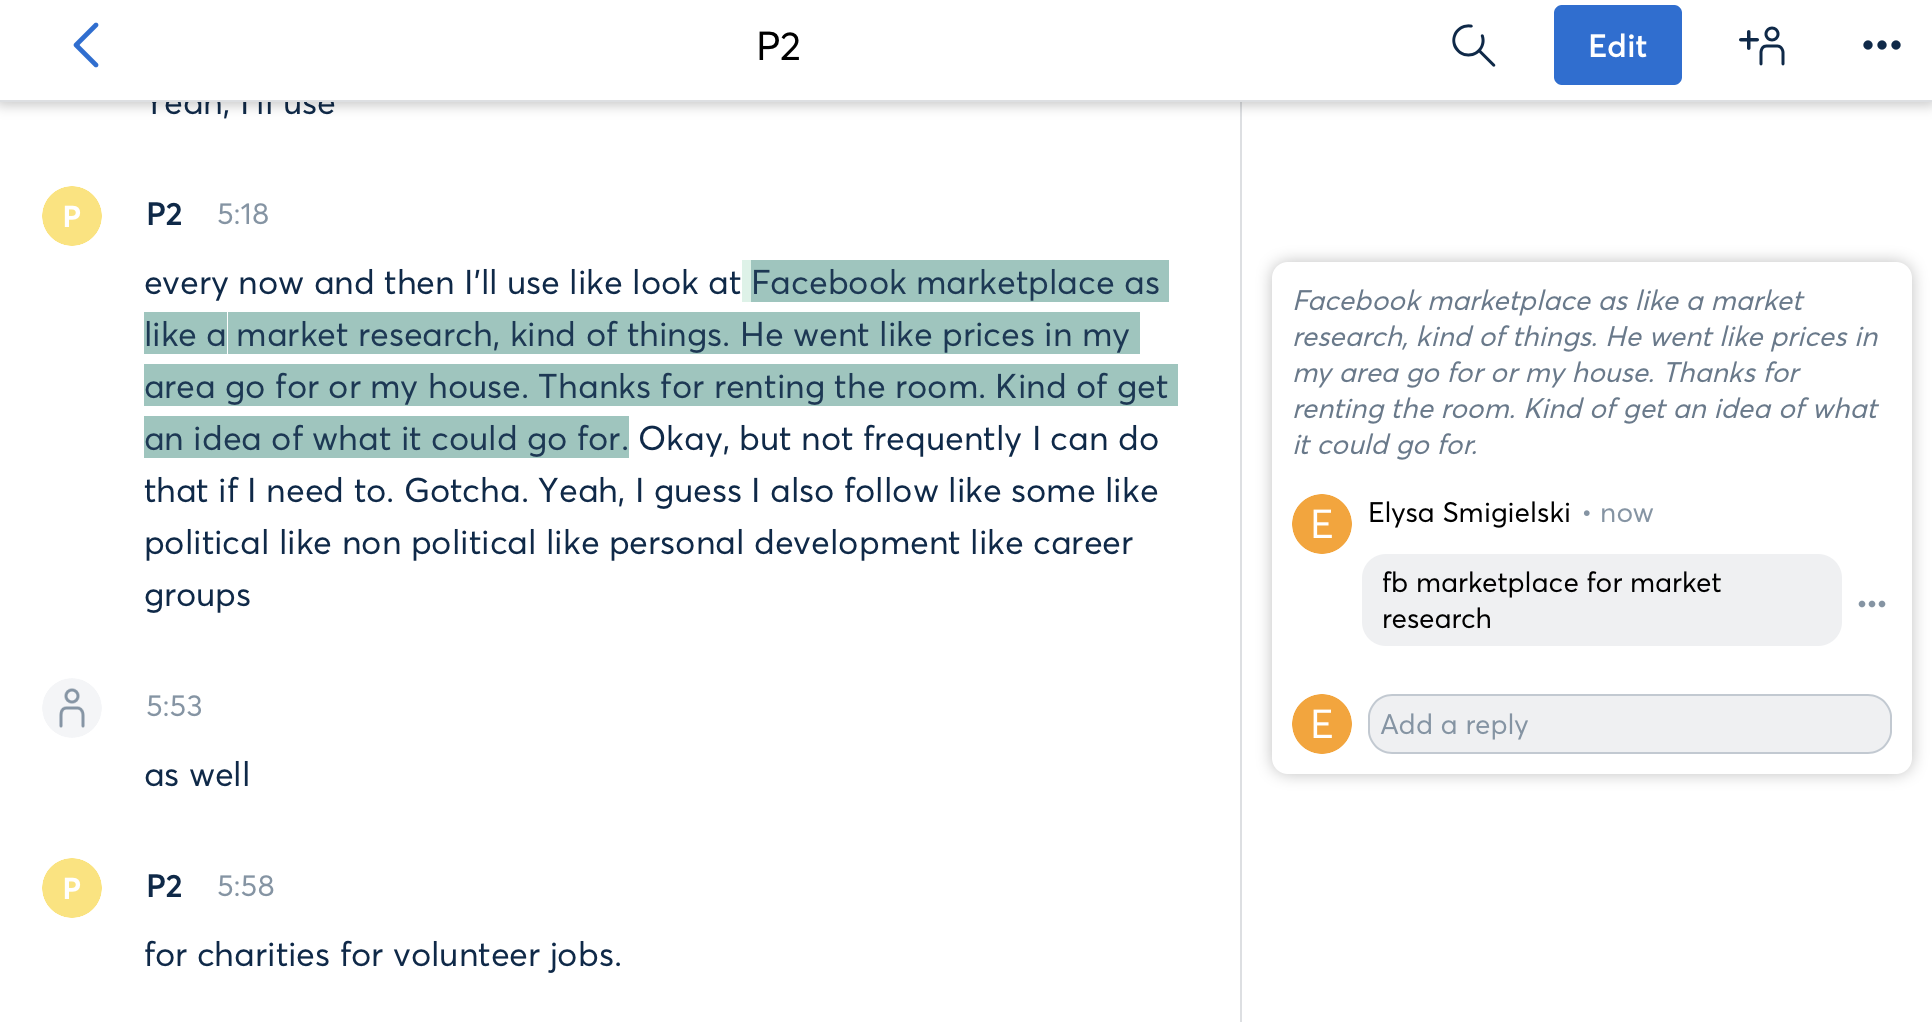 P2
Edit
Yeah, I'll use
P
P2 5:18
every now and then I'll use like look at Facebook marketplace as
like a market research, kind of things. He went like prices in my
area go for or my house. Thanks for renting the room. Kind of get
an idea of what it could go for. Okay, but not frequently I can do
that if I need to. Gotcha. Yeah, I guess I also follow like some like
political like non political like personal development like career
groups
5:53
as well
P
P2 5:58
for charities for volunteer jobs.
Facebook marketplace as like a market
research, kind of things. He went like prices in
my area go for or my house. Thanks for
renting the room. Kind of get an idea of what
it could go for.
E
Elysa Smigielski • now
fb marketplace for market
research
E
Add a reply